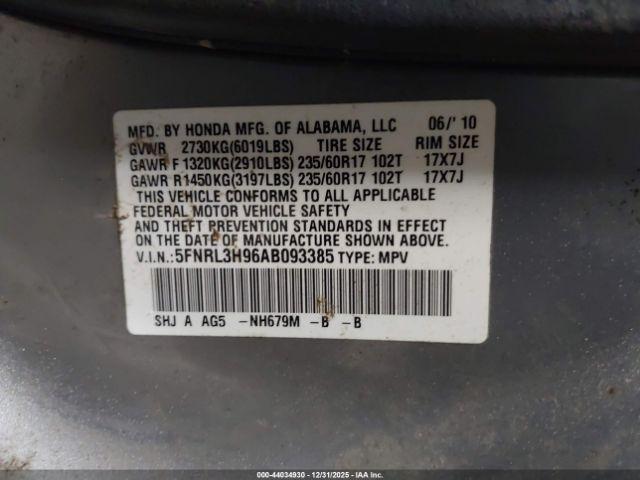 MFD. BY HONDA MFG. OF ALABAMA, LLC 06/'10
GVWR 2730KG(6019LBS) TIRE SIZE RIM SIZE
GAWR F 1320KG(2910LBS) 235/60R17 102T 17X7J
GAWR R1450KG(3197LBS) 235/60R17 102T 17X7J
THIS VEHICLE CONFORMS TO ALL APPLICABLE
FEDERAL MOTOR VEHICLE SAFETY
AND THEFT PREVENTION STANDARDS IN EFFECT
ON THE DATE OF MANUFACTURE SHOWN ABOVE.
V.I.N.: 5FNRL3H96AB093385 TYPE: MPV
SHJ A AG5 -NH679M -B -B
000-44034930 - 12/31/2025 - IAA Inc.